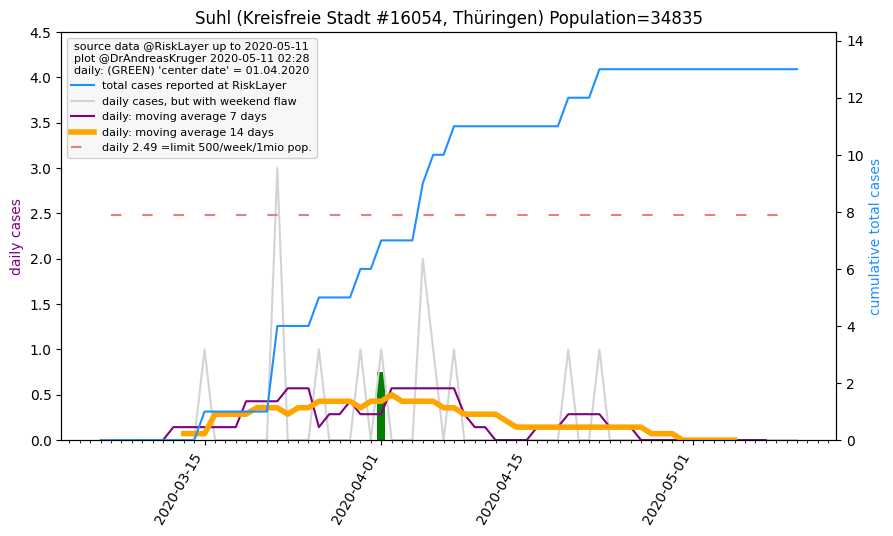 Suhl (Kreisfreie Stadt #16054, Thüringen) Population=34835
source data @RiskLayer up to 2020-05-11
plot @DrAndreasKruger 2020-05-11 02:28
daily: (GREEN) 'center date' = 01.04.2020
total cases reported at RiskLayer
daily cases, but with weekend flaw
daily: moving average 7 days
daily: moving average 14 days
daily 2.49 =limit 500/week/1mio pop.
daily cases
4.5
4.0
3.5
3.0
2.5
2.0
1.5
1.0
0.5
0.0
14
12
10
8
6
4
2
0
cumulative total cases
2020-03-15
2020-04-01
2020-04-15
2020-05-01